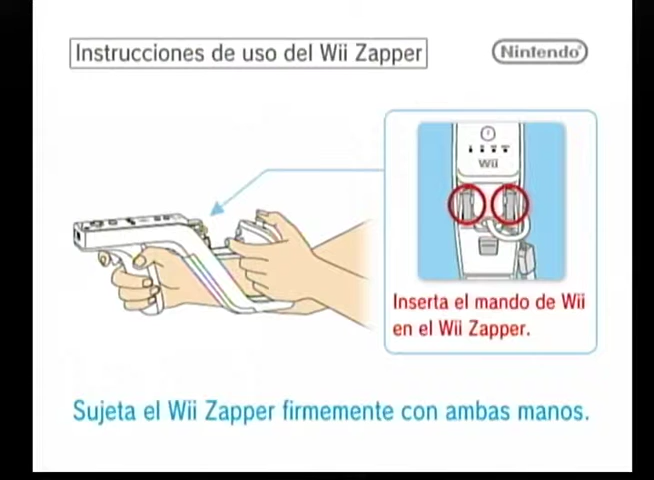 Instrucciones de uso del Wii Zapper
Nintendo®
Wii
Inserta el mando de Wii
en el Wii Zapper.
Sujeta el Wii Zapper firmemente con ambas manos.